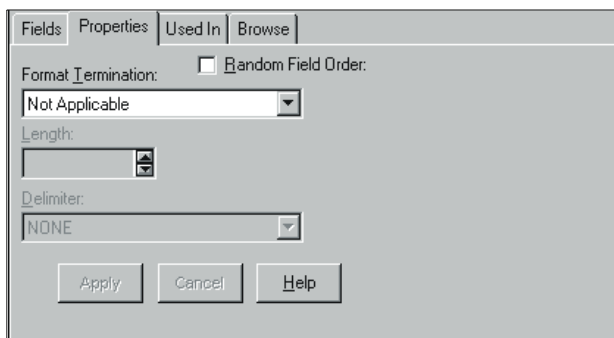 Fields Properties Used In Browse
Format Termination: Random Field Order:
Not Applicable
Length:
Delimiter:
NONE
Apply Cancel Help